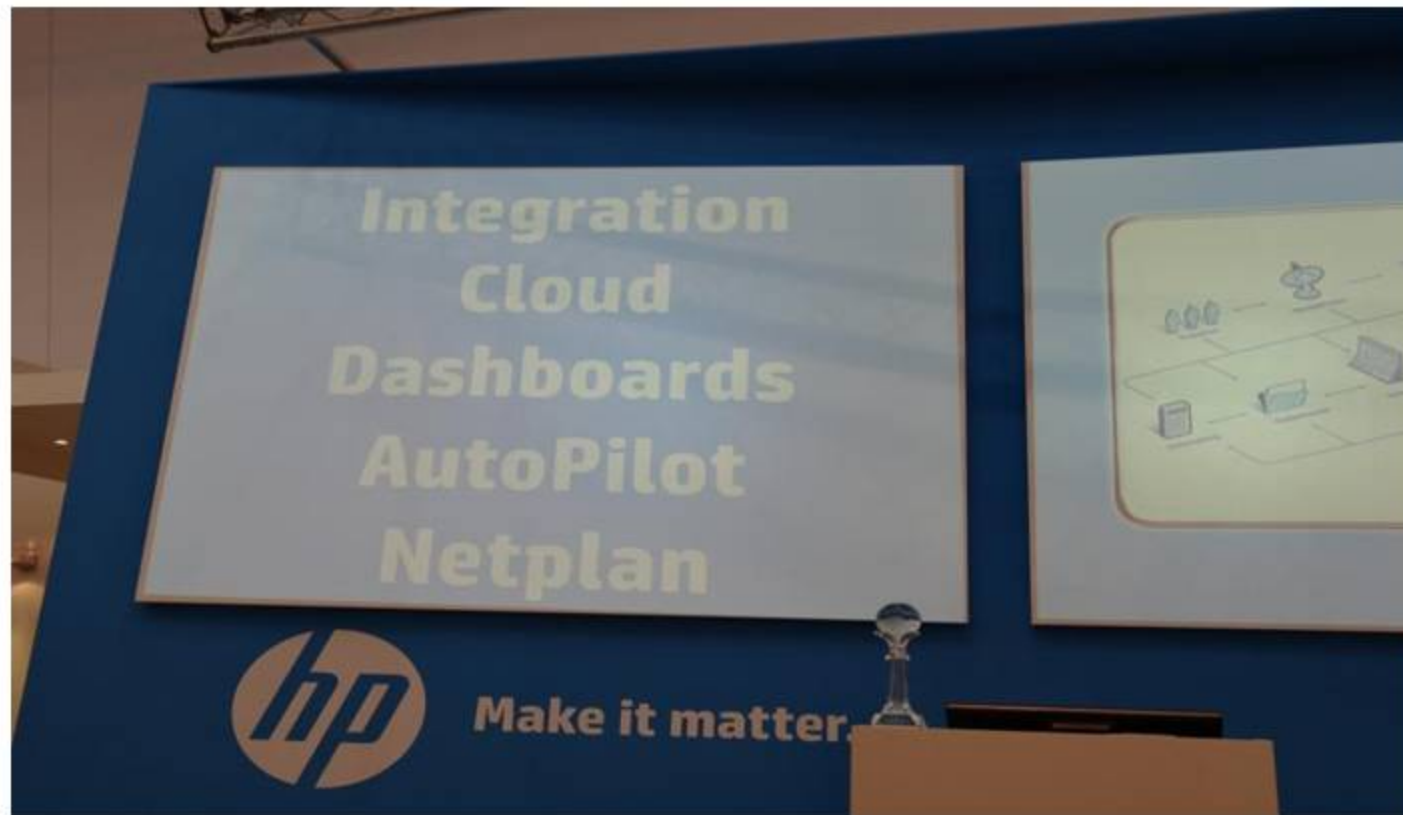 Integration
Cloud
Dashboards
AutoPilot
Netplan
hp
Make it matter.